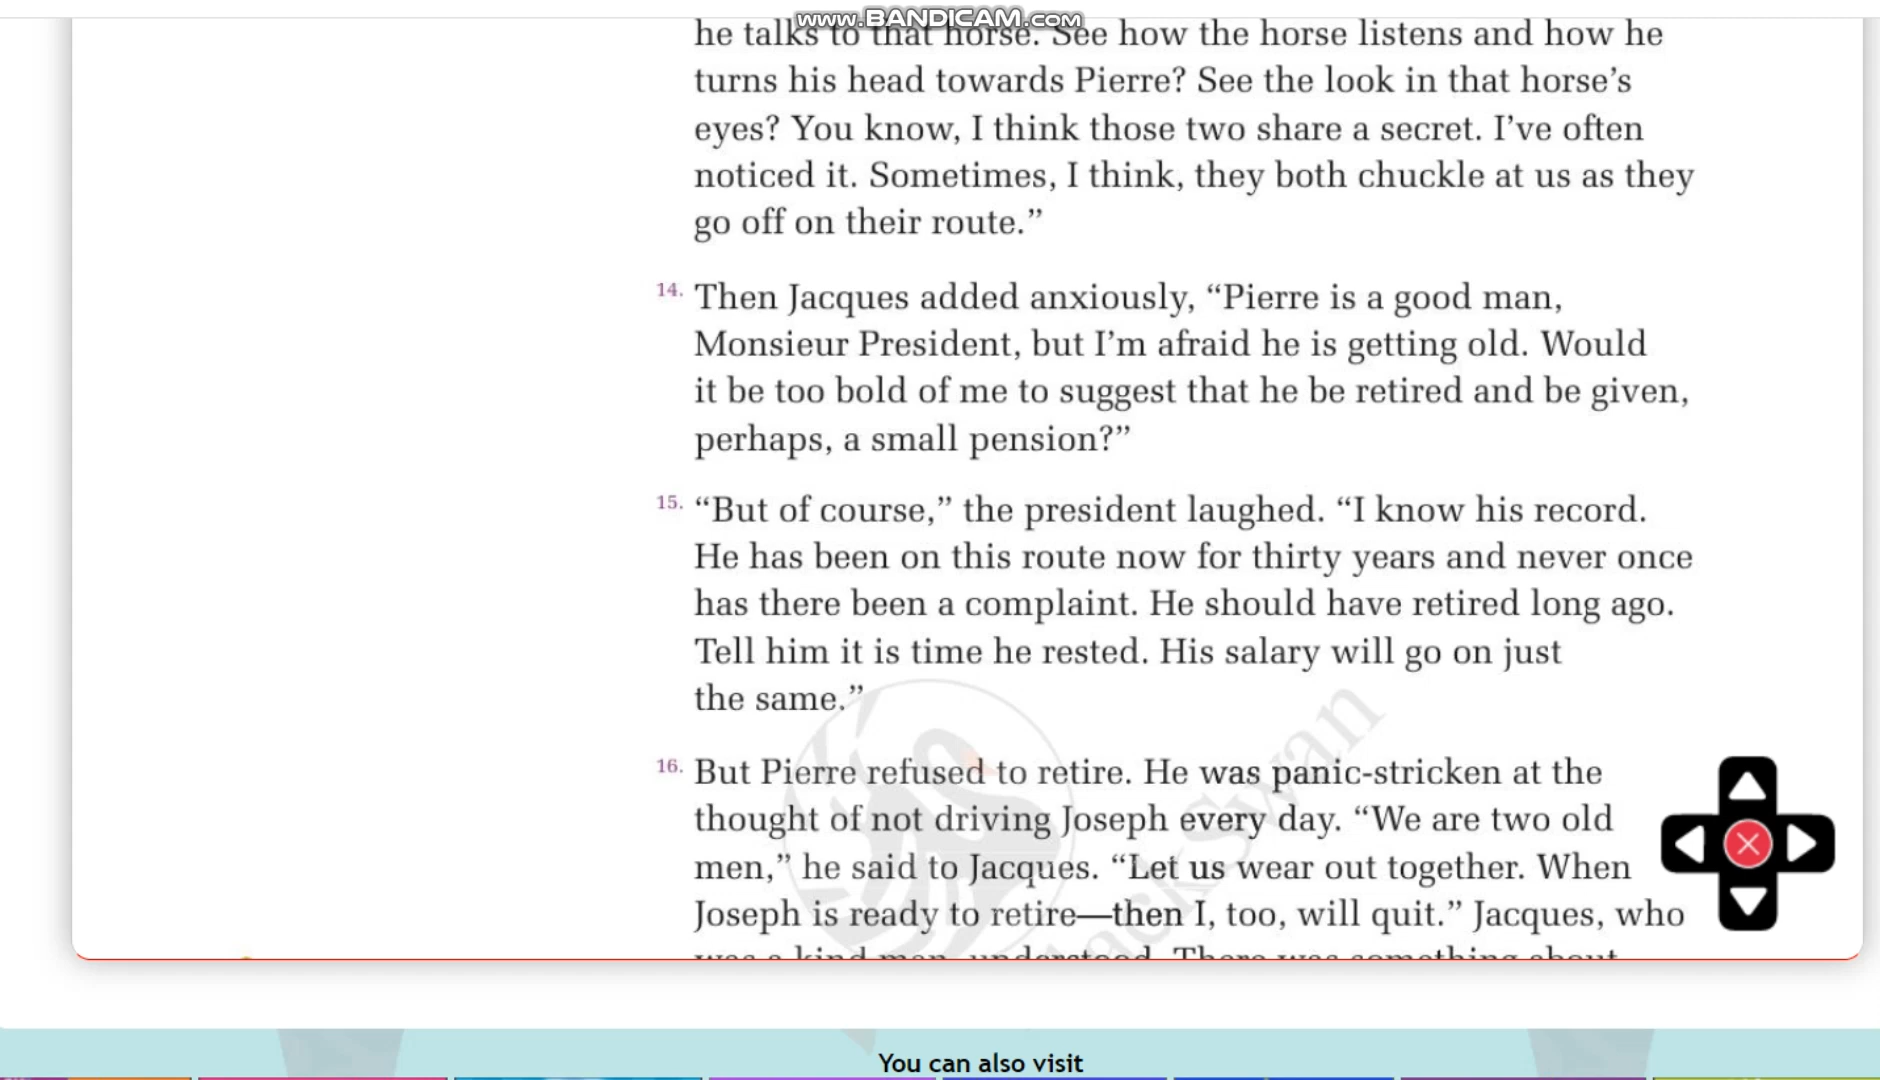 www.BANDICAM.com
he talks to that horse. See how the horse listens and how he
turns his head towards Pierre? See the look in that horse’s
eyes? You know, I think those two share a secret. I’ve often
noticed it. Sometimes, I think, they both chuckle at us as they
go off on their route.”
14. Then Jacques added anxiously, “Pierre is a good man,
Monsieur President, but I’m afraid he is getting old. Would
it be too bold of me to suggest that he be retired and be given,
perhaps, a small pension?”
15. “But of course,” the president laughed. “I know his record.
He has been on this route now for thirty years and never once
has there been a complaint. He should have retired long ago.
Tell him it is time he rested. His salary will go on just
the same.”
16. But Pierre refused to retire. He was panic-stricken at the
thought of not driving Joseph every day. “We are two old
men,” he said to Jacques. “Let us wear out together. When
Joseph is ready to retire—then I, too, will quit.” Jacques, who
was a kind man, understood. There was something about
You can also visit